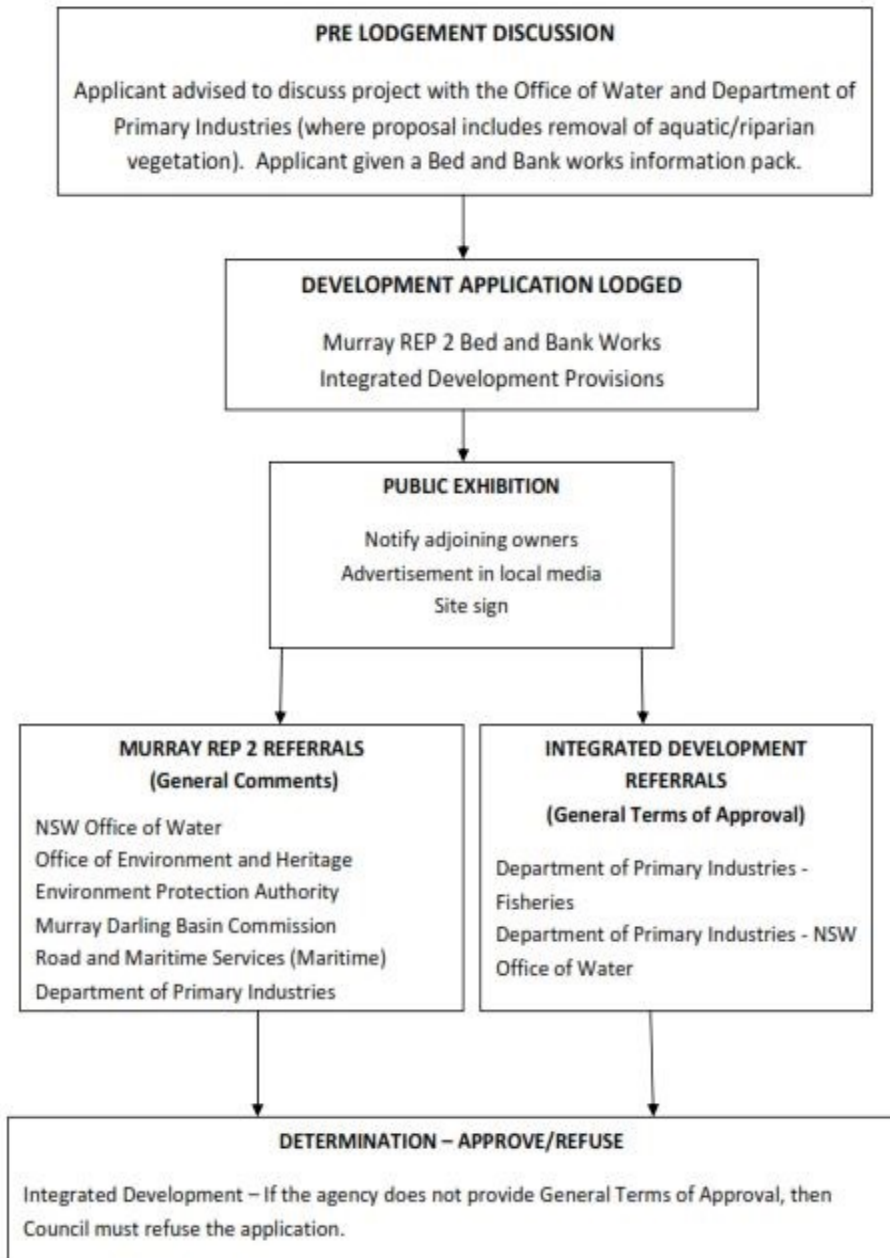 PRE LODGEMENT DISCUSSION
Applicant advised to discuss project with the Office of Water and Department of
Primary Industries (where proposal includes removal of aquatic/riparian
vegetation). Applicant given a Bed and Bank works information pack.
DEVELOPMENT APPLICATION LODGED
Murray REP 2 Bed and Bank Works
Integrated Development Provisions
PUBLIC EXHIBITION
Notify adjoining owners
Advertisement in local media
Site sign
MURRAY REP 2 REFERRALS
(General Comments)
NSW Office of Water
Office of Environment and Heritage
Environment Protection Authority
Murray Darling Basin Commission
Road and Maritime Services (Maritime)
Department of Primary Industries
INTEGRATED DEVELOPMENT
REFERRALS
(General Terms of Approval)
Department of Primary Industries -
Fisheries
Department of Primary Industries - NSW
Office of Water
DETERMINATION – APPROVE/REFUSE
Integrated Development – If the agency does not provide General Terms of Approval, then
Council must refuse the application.